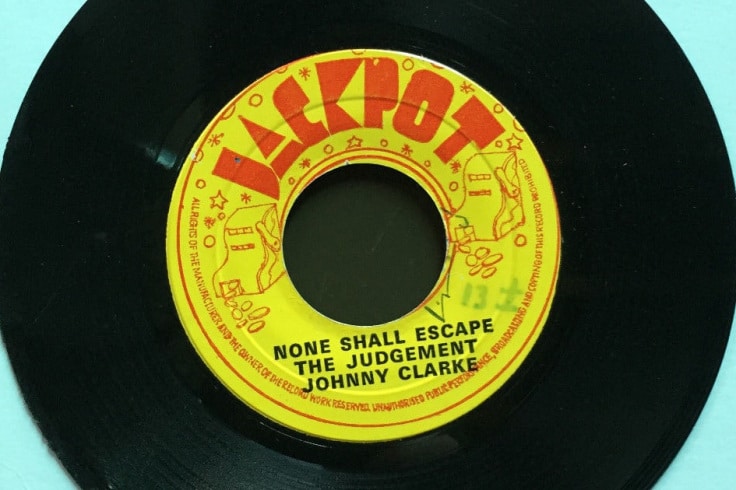 JACKPOT
NONE SHALL ESCAPE
THE JUDGEMENT
JOHNNY CLARKE
ALL RIGHTS OF THE MANUFACTURER AND THE OWNER OF THE RECORD WORK RESERVED. UNAUTHORISED PUBLIC PERFORMANCE, BROADCASTING AND COPYING OF THIS RECORD PROHIBITED
13